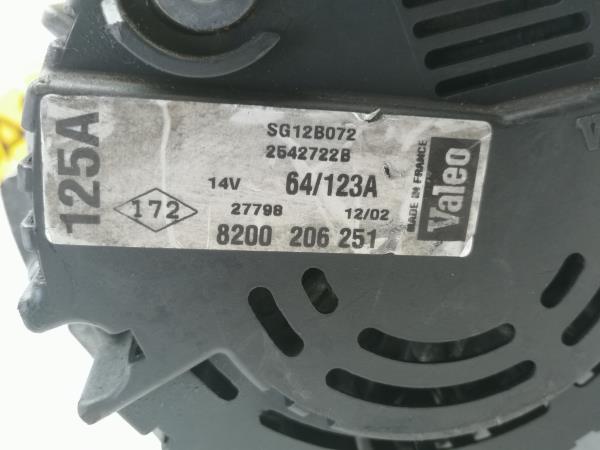 125A
SG12B072
2542722B
14V 64/123A
172 27798 12/02
8200 206 251
MADE IN FRANCE
Valeo